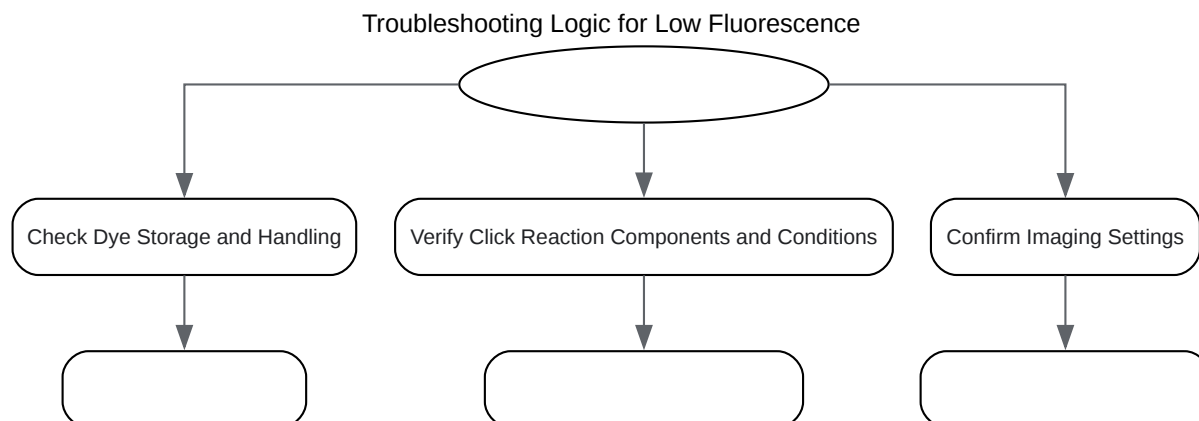 Troubleshooting Logic for Low Fluorescence
Check Dye Storage and Handling
Verify Click Reaction Components and Conditions
Confirm Imaging Settings